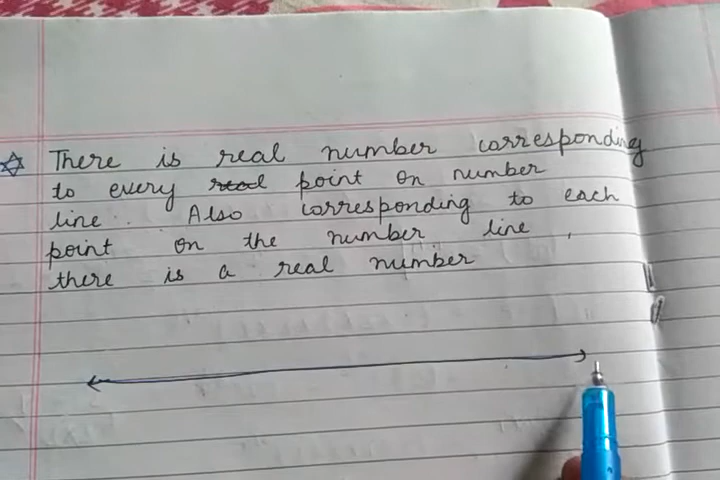 There is real number corresponding
to every real point on number
line. Also corresponding to each
point on the number line,
there is a real number